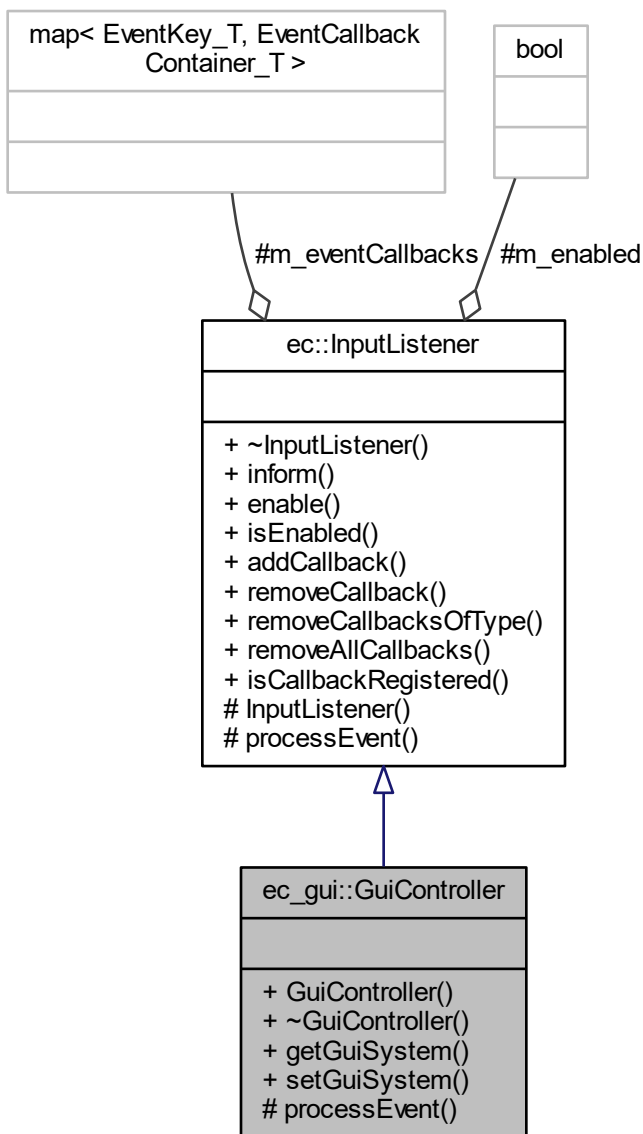 map< EventKey_T, EventCallback
Container_T >
bool
#m_eventCallbacks
#m_enabled
ec::InputListener
+ ~InputListener()
+ inform()
+ enable()
+ isEnabled()
+ addCallback()
+ removeCallback()
+ removeCallbacksOfType()
+ removeAllCallbacks()
+ isCallbackRegistered()
# InputListener()
# processEvent()
ec_gui::GuiController
+ GuiController()
+ ~GuiController()
+ getGuiSystem()
+ setGuiSystem()
# processEvent()